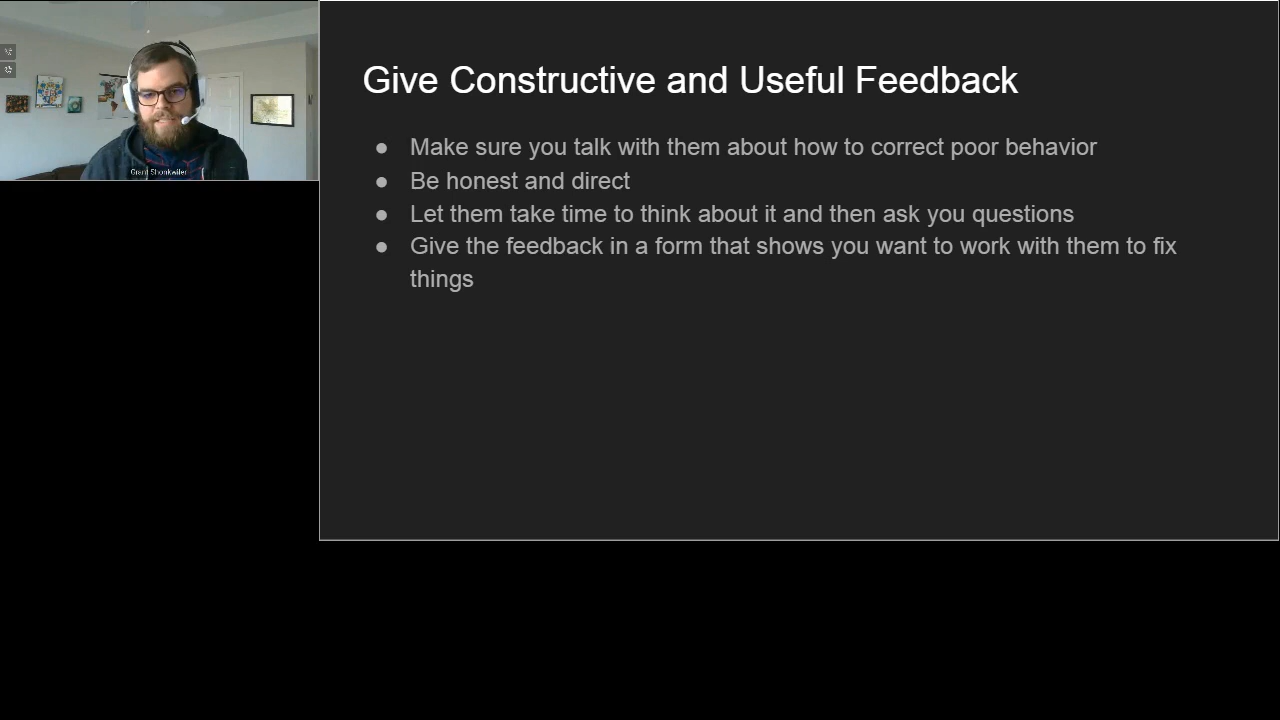 Grant Shonkwiler
Give Constructive and Useful Feedback
● Make sure you talk with them about how to correct poor behavior
● Be honest and direct
● Let them take time to think about it and then ask you questions
● Give the feedback in a form that shows you want to work with them to fix
things